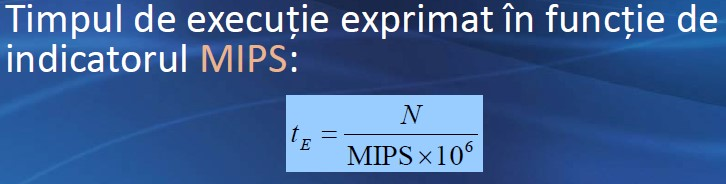 Timpul de execuție exprimat în funcție de
indicatorul MIPS:
t_E = N / (MIPS × 10^6)